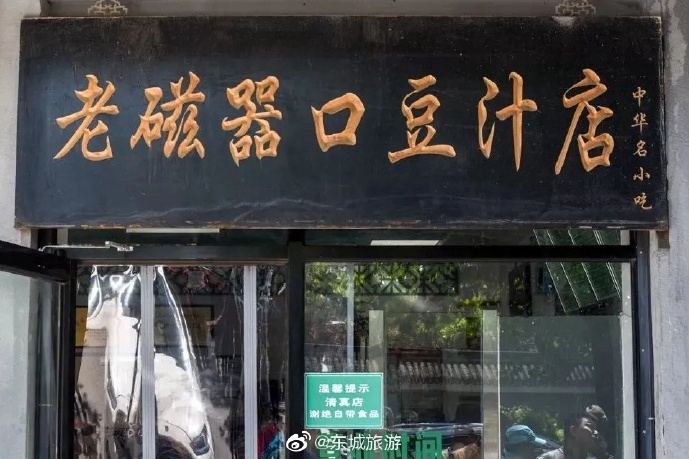 老磁器口豆汁店
中华名小吃
温馨提示
清真店
谢绝自带食品
@东城旅游